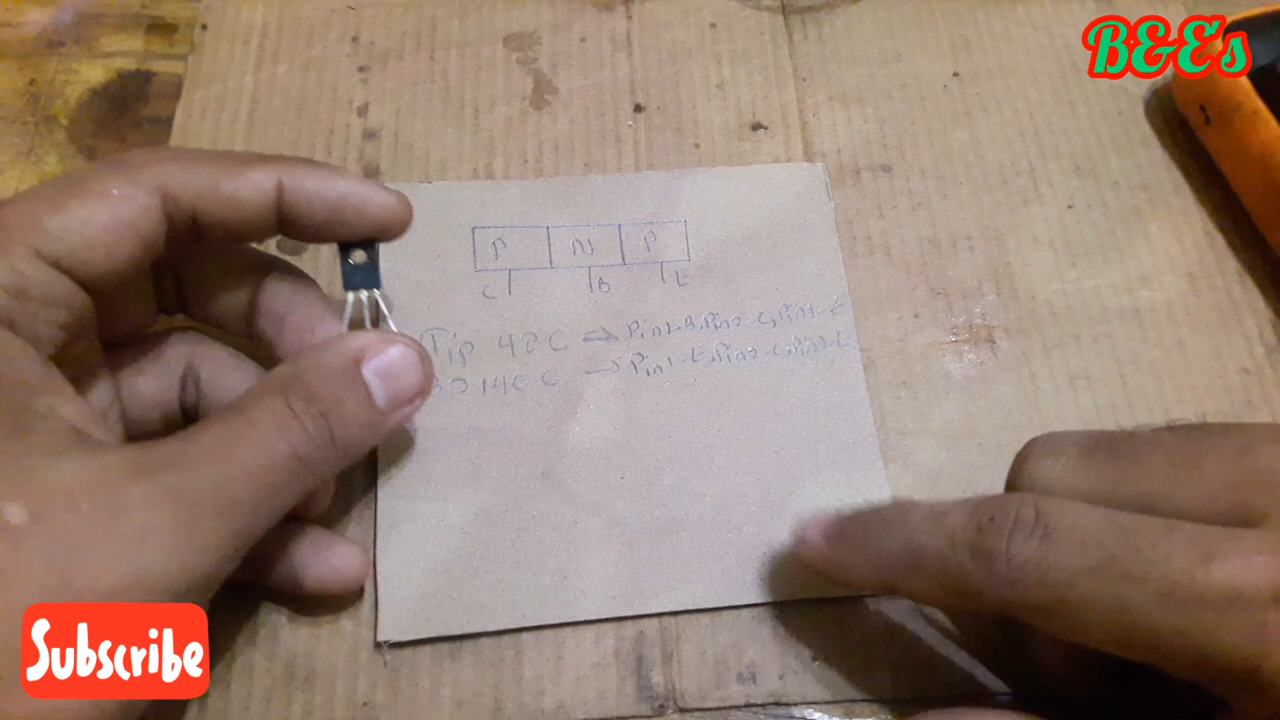 B&E's
P N P
C B E
Tip 42C → Pin1-B,Pin2-C,Pin3-E
BD140C → Pin1-E,Pin2-C,Pin3-E
Subscribe